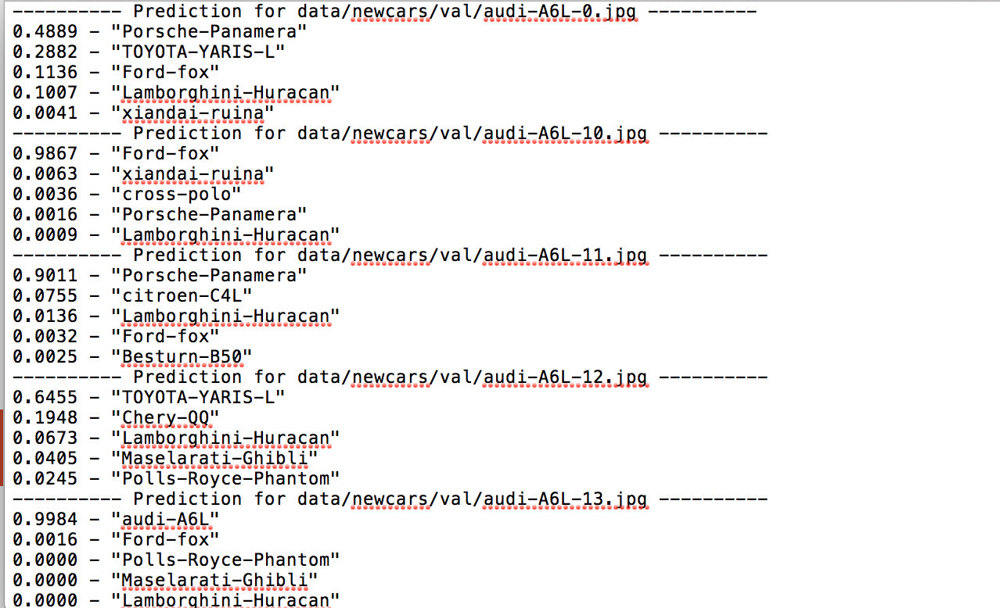 ---------- Prediction for data/newcars/val/audi-A6L-0.jpg ----------
0.4889 - "Porsche-Panamera"
0.2882 - "TOYOTA-YARIS-L"
0.1136 - "Ford-fox"
0.1007 - "Lamborghini-Huracan"
0.0041 - "xiandai-ruina"
---------- Prediction for data/newcars/val/audi-A6L-10.jpg ----------
0.9867 - "Ford-fox"
0.0063 - "xiandai-ruina"
0.0036 - "cross-polo"
0.0016 - "Porsche-Panamera"
0.0009 - "Lamborghini-Huracan"
---------- Prediction for data/newcars/val/audi-A6L-11.jpg ----------
0.9011 - "Porsche-Panamera"
0.0755 - "citroen-C4L"
0.0136 - "Lamborghini-Huracan"
0.0032 - "Ford-fox"
0.0025 - "Besturn-B50"
---------- Prediction for data/newcars/val/audi-A6L-12.jpg ----------
0.6455 - "TOYOTA-YARIS-L"
0.1948 - "Chery-QQ"
0.0673 - "Lamborghini-Huracan"
0.0405 - "Maselarati-Ghibli"
0.0245 - "Polls-Royce-Phantom"
---------- Prediction for data/newcars/val/audi-A6L-13.jpg ----------
0.9984 - "audi-A6L"
0.0016 - "Ford-fox"
0.0000 - "Polls-Royce-Phantom"
0.0000 - "Maselarati-Ghibli"
0.0000 - "Lamborghini-Huracan"